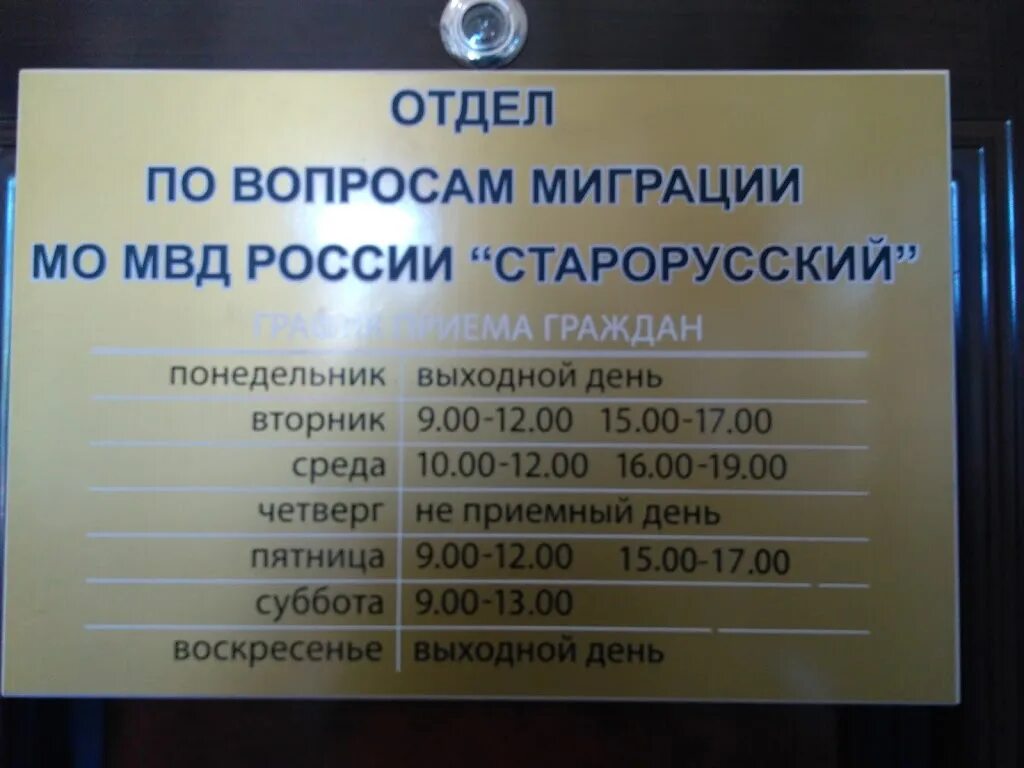 ОТДЕЛ
ПО ВОПРОСАМ МИГРАЦИИ
МО МВД РОССИИ “СТАРОРУССКИЙ”
ГРАФИК ПРИЕМА ГРАЖДАН
понедельник выходной день
вторник 9.00-12.00 15.00-17.00
среда 10.00-12.00 16.00-19.00
четверг не приемный день
пятница 9.00-12.00 15.00-17.00
суббота 9.00-13.00
воскресенье выходной день